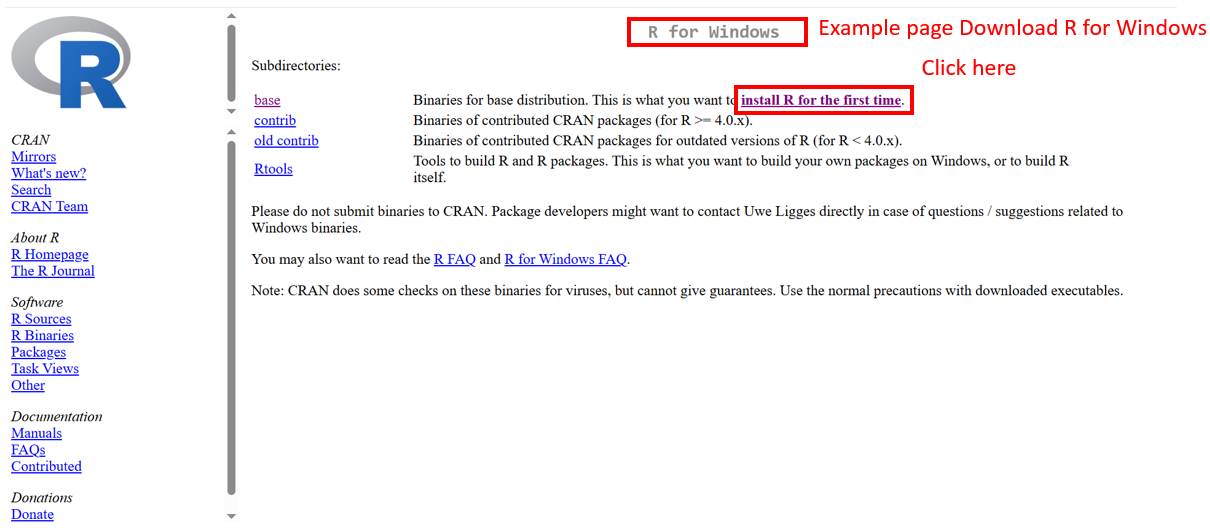 R
R for Windows
Example page Download R for Windows
Click here
Subdirectories:
base Binaries for base distribution. This is what you want to install R for the first time.
contrib Binaries of contributed CRAN packages (for R >= 4.0.x).
old contrib Binaries of contributed CRAN packages for outdated versions of R (for R < 4.0.x).
Rtools Tools to build R and R packages. This is what you want to build your own packages on Windows, or to build R
itself.
Please do not submit binaries to CRAN. Package developers might want to contact Uwe Ligges directly in case of questions / suggestions related to
Windows binaries.
You may also want to read the R FAQ and R for Windows FAQ.
Note: CRAN does some checks on these binaries for viruses, but cannot give guarantees. Use the normal precautions with downloaded executables.
CRAN
Mirrors
What's new?
Search
CRAN Team
About R
R Homepage
The R Journal
Software
R Sources
R Binaries
Packages
Task Views
Other
Documentation
Manuals
FAQs
Contributed
Donations
Donate